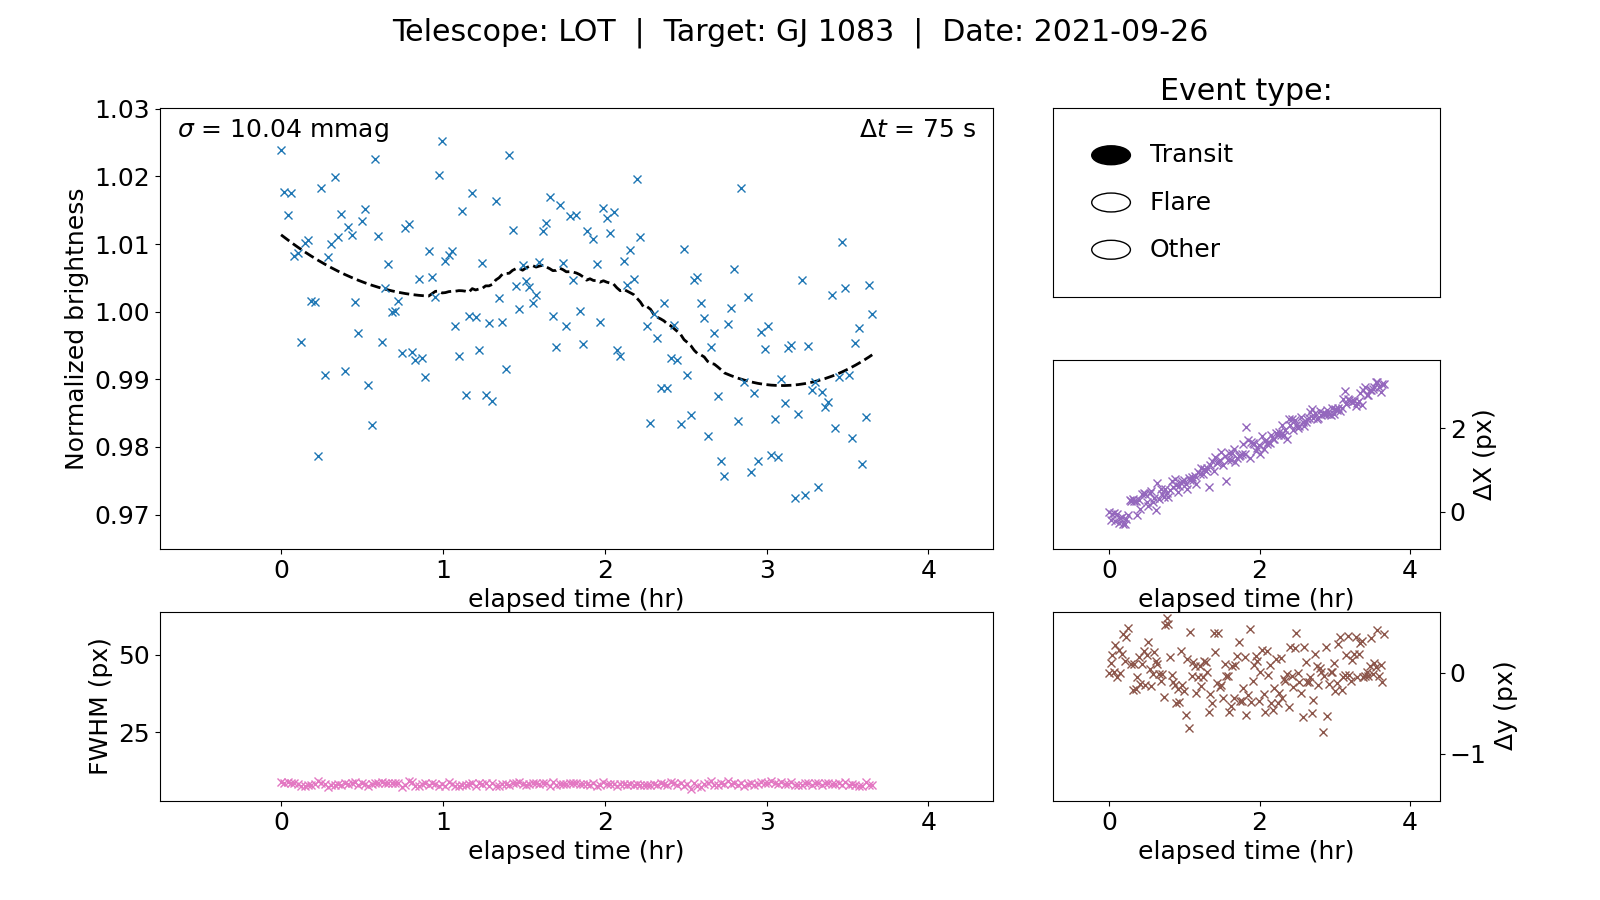 Telescope: LOT | Target: GJ 1083 | Date: 2021-09-26
Normalized brightness
1.03
1.02
1.01
1.00
0.99
0.98
0.97
σ = 10.04 mmag
Δt = 75 s
0 1 2 3 4
elapsed time (hr)
Event type:
Transit
Flare
Other
2
0
ΔX (px)
0 2 4
elapsed time (hr)
FWHM (px)
50
25
0 1 2 3 4
elapsed time (hr)
0
−1
Δy (px)
0 2 4
elapsed time (hr)